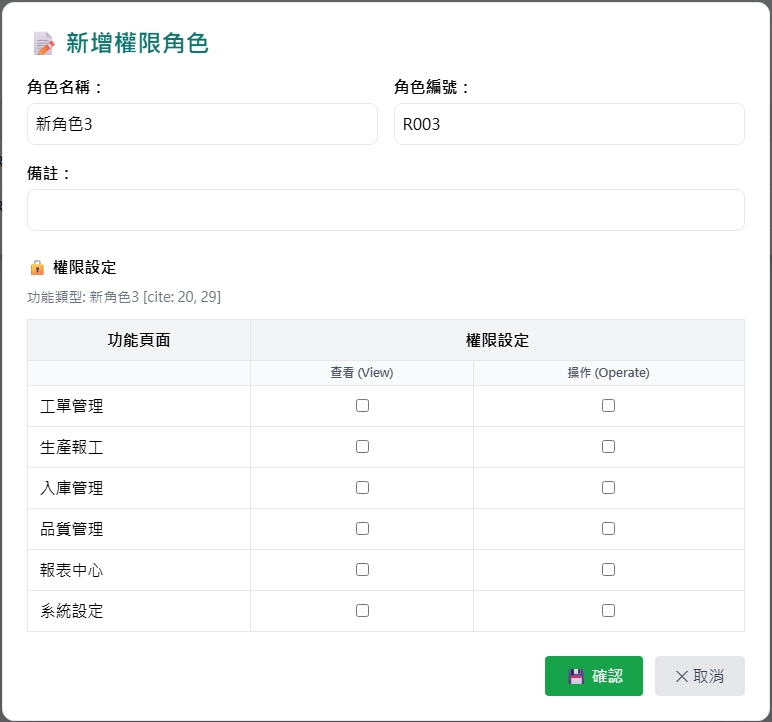 新增權限角色
角色名稱：
角色編號：
新角色3
R003
備註：
權限設定
功能類型: 新角色3 [cite: 20, 29]
功能頁面
權限設定
查看 (View)
操作 (Operate)
工單管理
生產報工
入庫管理
品質管理
報表中心
系統設定
確認
取消